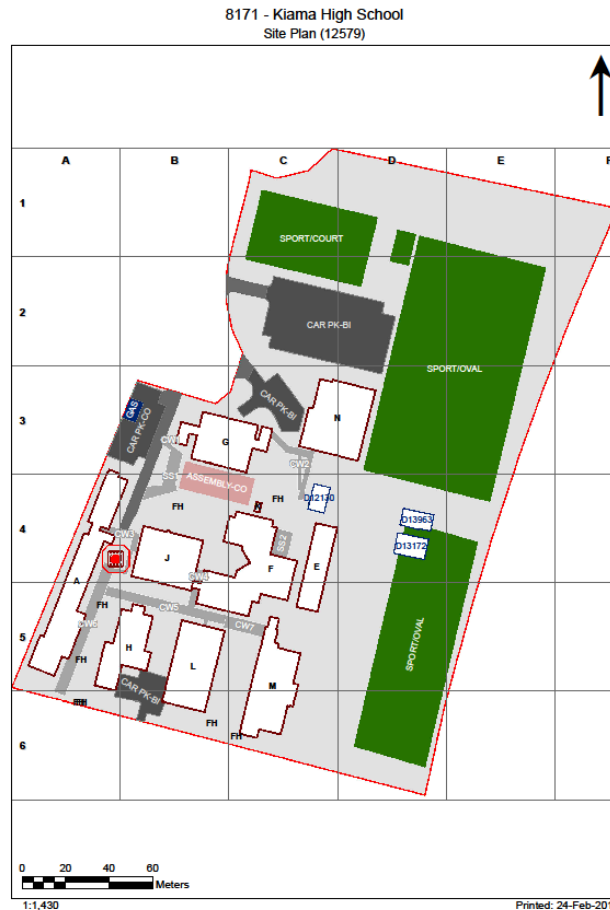 8171 - Kiama High School
Site Plan (12579)
A B C D E F
1
SPORT/COURT
2
CAR PK-BI
SPORT/OVAL
3
GAS
CAR PK-CO
CAR PK-BI
N
G
CW1
CW2
SS1
ASSEMBLY-CO
D12130
FH
FH
4
D13963
CW3
SS2
D13172
J
F
E
A
CW4
FH
CW5
CW6
CW7
5
SPORT/OVAL
H
FH
L
M
CAR PK-BI
FH
FH
6
0 20 40 60
Meters
1:1,430
Printed: 24-Feb-201